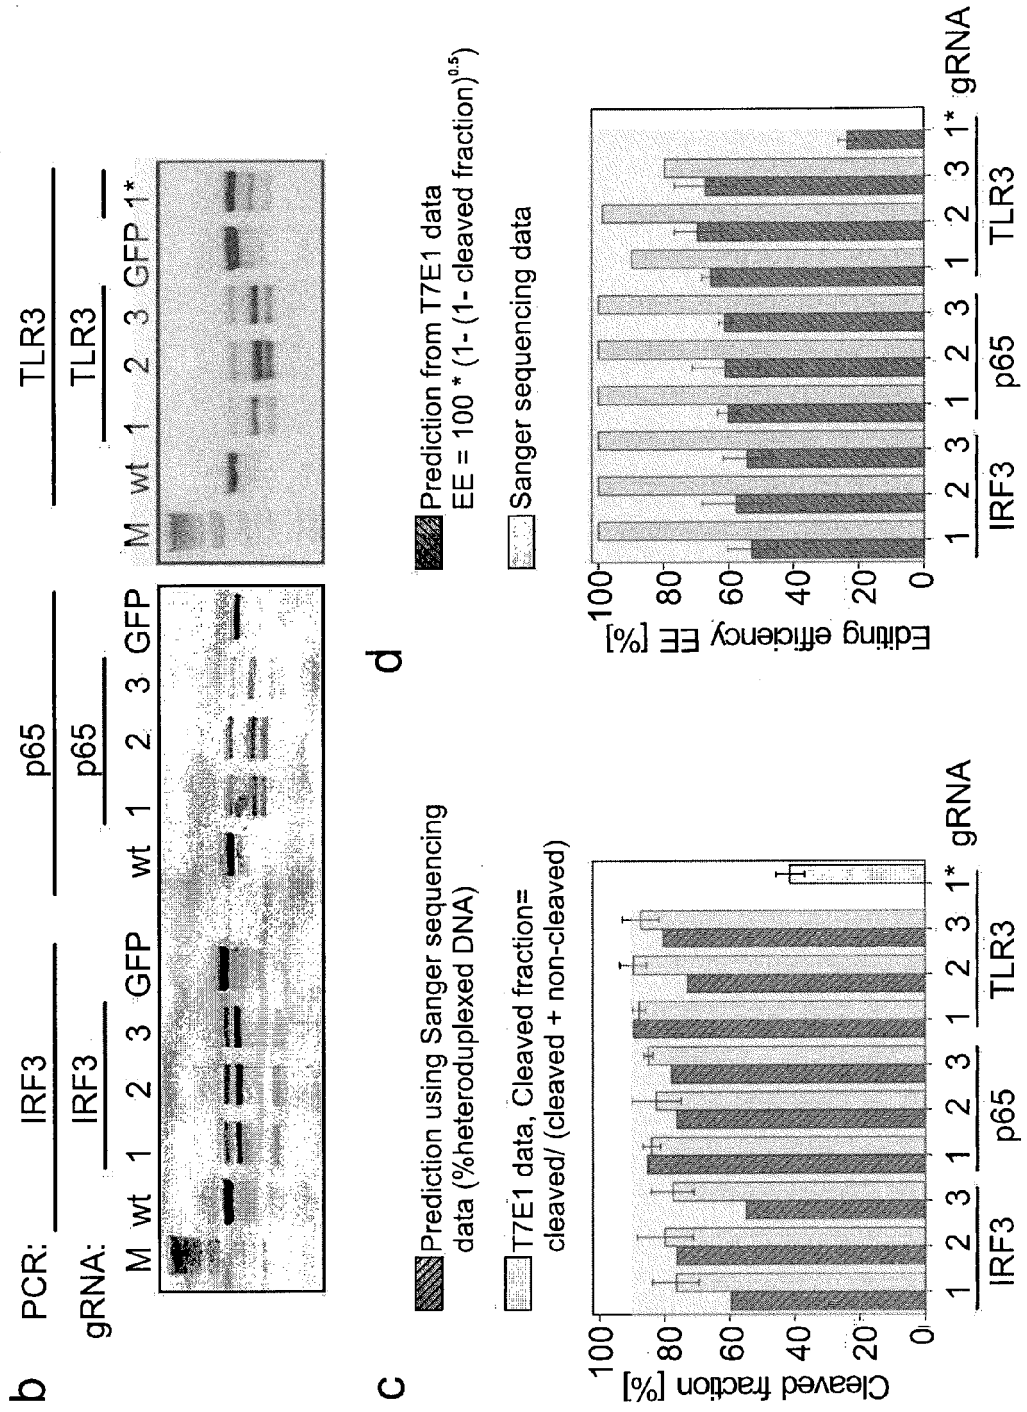 b
PCR: IRF3 p65 TLR3
gRNA: IRF3 p65 TLR3
M wt 1 2 3 GFP wt 1 2 3 GFP M wt 1 2 3 GFP 1*
c
Prediction using Sanger sequencing
data (%heteroduplexed DNA)
T7E1 data, Cleaved fraction=
cleaved/ (cleaved + non-cleaved)
Cleaved fraction [%]
100
80
60
40
20
0
1 2 3 1 2 3 1 2 3 1* gRNA
IRF3 p65 TLR3
d
Prediction from T7E1 data
EE = 100 * (1- (1- cleaved fraction)^0.5)
Sanger sequencing data
Editing efficiency EE [%]
100
80
60
40
20
0
1 2 3 1 2 3 1 2 3 1* gRNA
IRF3 p65 TLR3